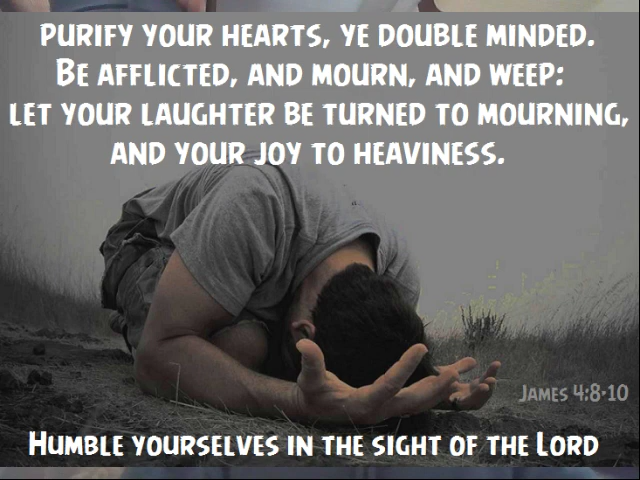 Purify your hearts, ye double minded.
Be afflicted, and mourn, and weep:
let your laughter be turned to mourning,
and your joy to heaviness.
James 4:8-10
Humble yourselves in the sight of the Lord